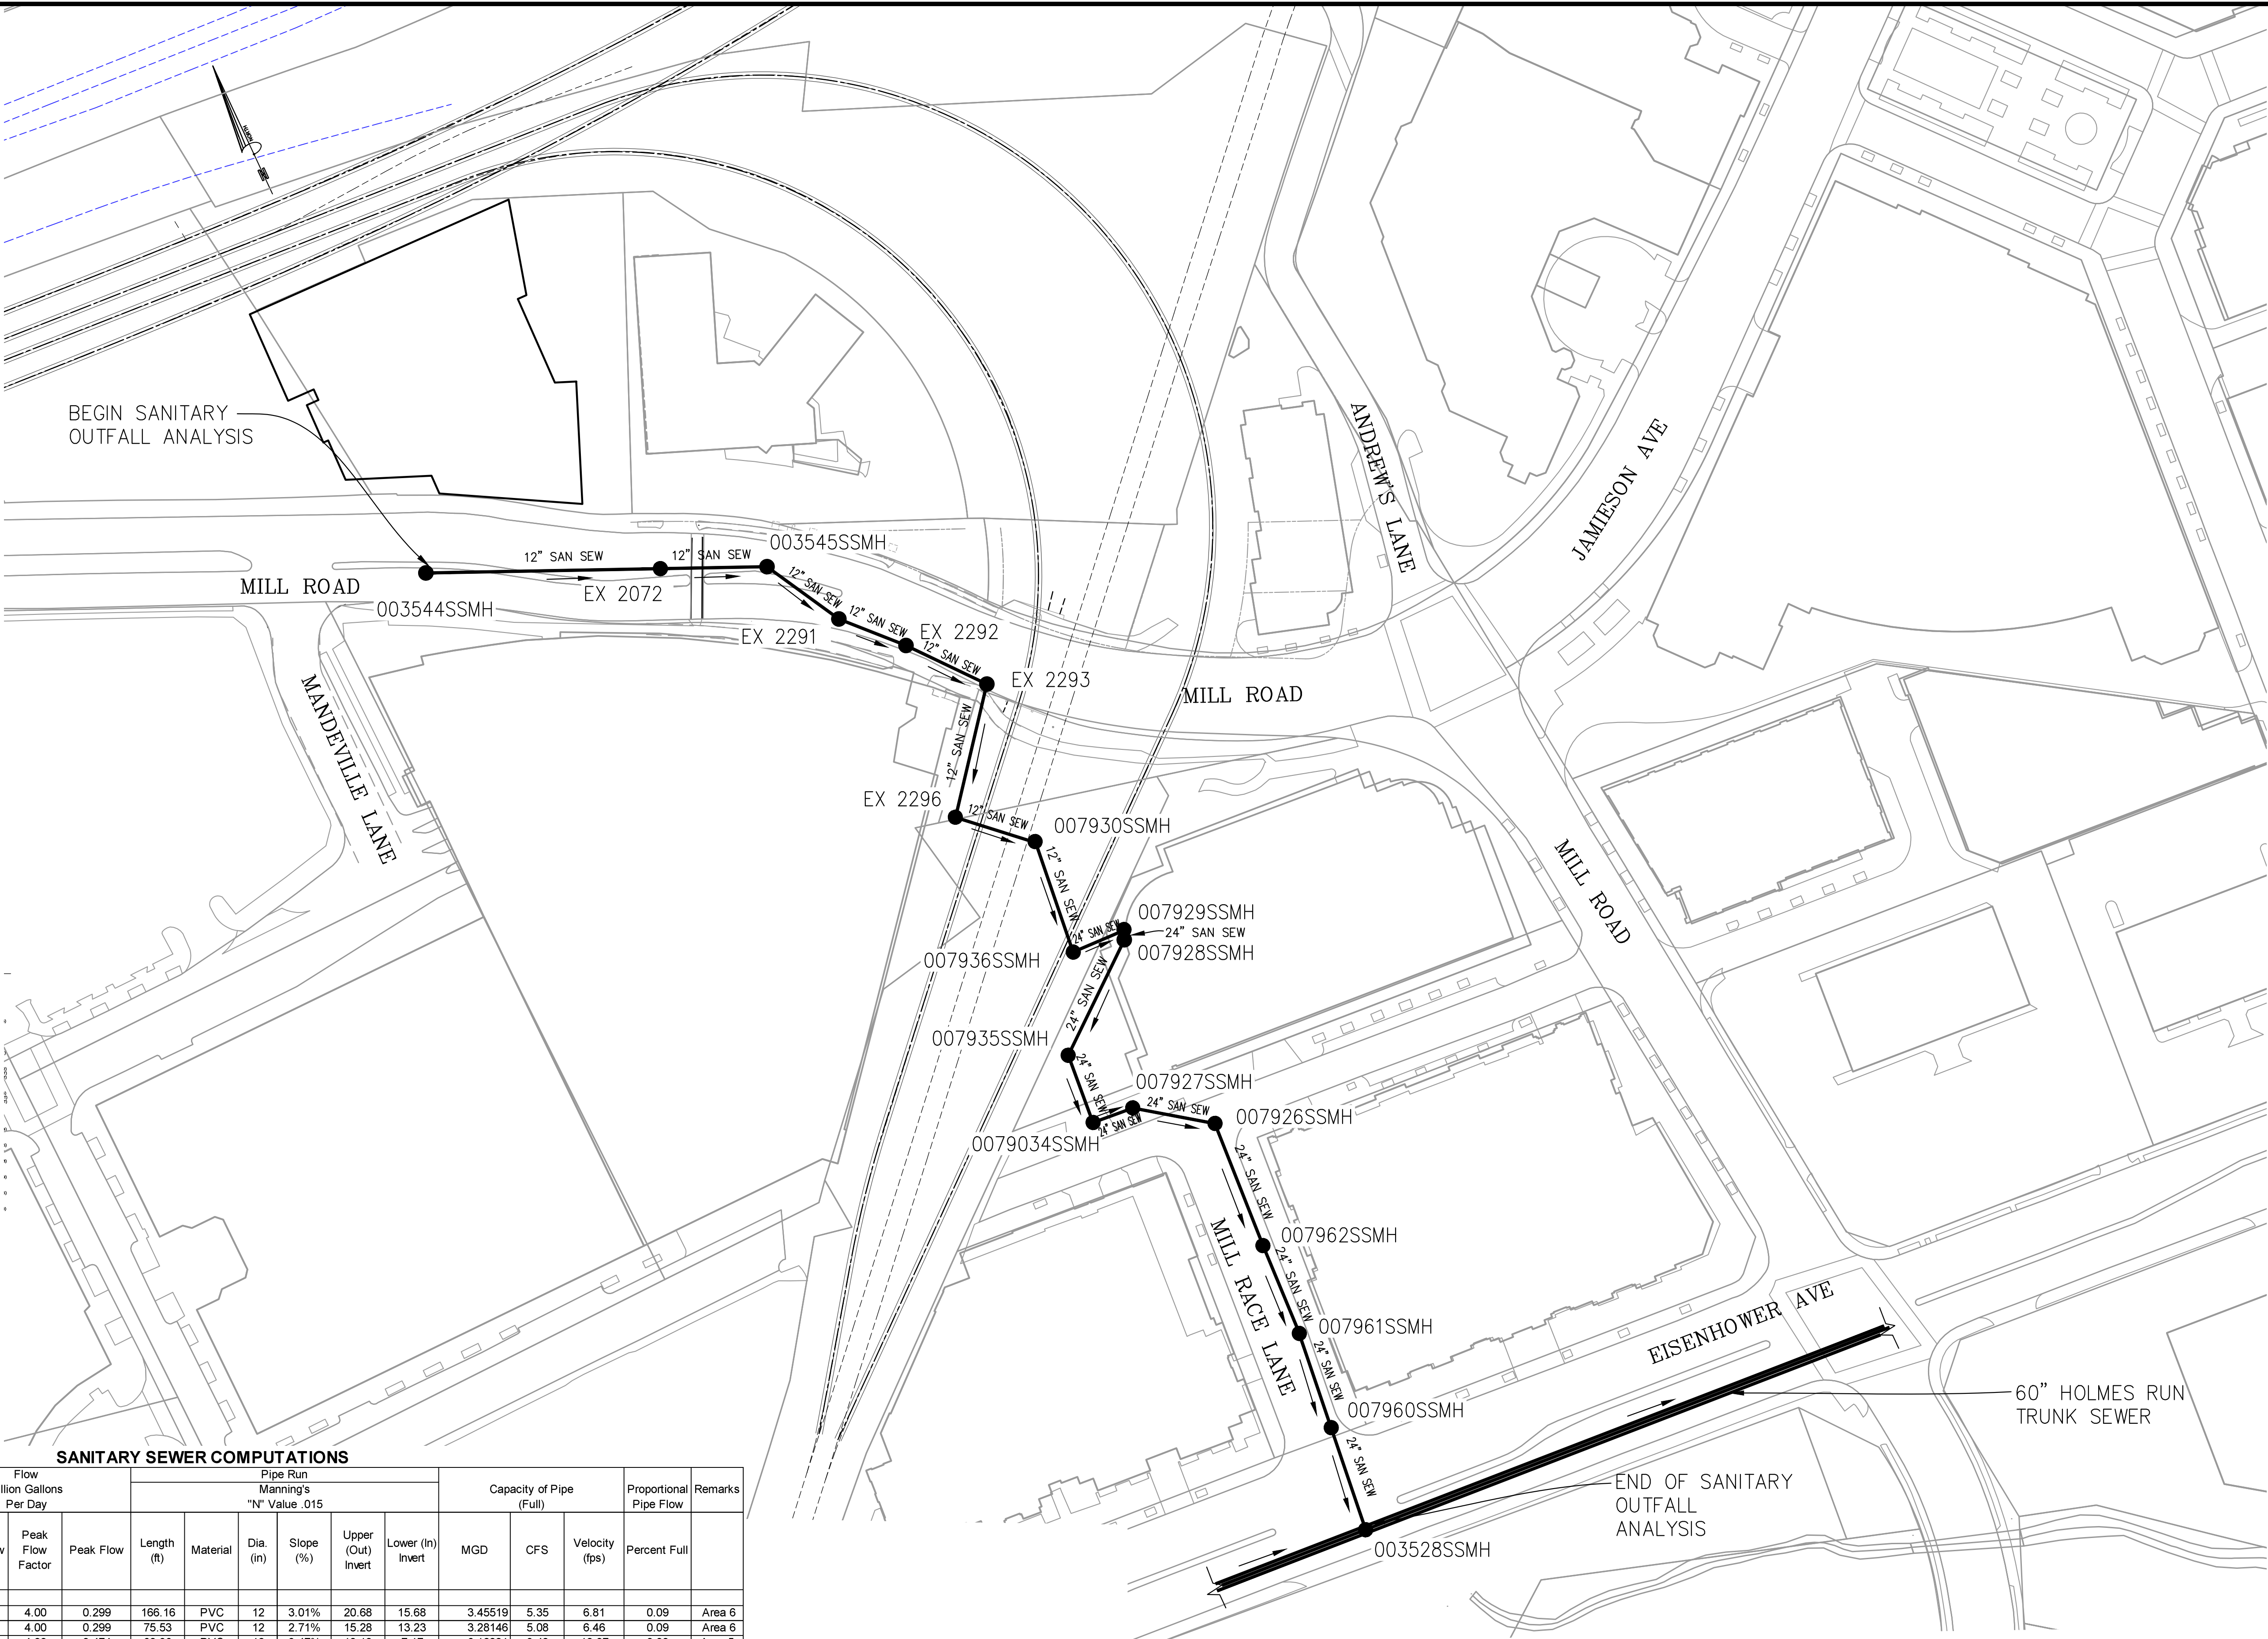 BEGIN SANITARY
OUTFALL ANALYSIS
MILL ROAD
003544SSMH
12" SAN SEW
EX 2072
12" SAN SEW
003545SSMH
12" SAN SEW
EX 2291
12" SAN SEW
EX 2292
12" SAN SEW
EX 2293
12" SAN SEW
EX 2296
12" SAN SEW
007930SSMH
12" SAN SEW
007936SSMH
24" SAN SEW
007929SSMH
24" SAN SEW
007928SSMH
24" SAN SEW
007935SSMH
24" SAN SEW
0079034SSMH
24" SAN SEW
007927SSMH
24" SAN SEW
007926SSMH
24" SAN SEW
007962SSMH
24" SAN SEW
007961SSMH
24" SAN SEW
007960SSMH
24" SAN SEW
003528SSMH
MANDEVILLE LANE
ANDREW'S LANE
JAMIESON AVE
MILL ROAD
MILL ROAD
MILL RACE LANE
EISENHOWER AVE
60" HOLMES RUN
TRUNK SEWER
END OF SANITARY
OUTFALL
ANALYSIS
SANITARY SEWER COMPUTATIONS
Flow
llion Gallons
Per Day
Pipe Run
Manning's
"N" Value .015
Capacity of Pipe
(Full)
Proportional
Pipe Flow
Remarks
Peak
Flow
Factor
Peak Flow
Length
(ft)
Material
Dia.
(in)
Slope
(%)
Upper
(Out)
Invert
Lower (In)
Invert
MGD
CFS
Velocity
(fps)
Percent Full
4.00 0.299 166.16 PVC 12 3.01% 20.68 15.68 3.45519 5.35 6.81 0.09 Area 6
4.00 0.299 75.53 PVC 12 2.71% 15.28 13.23 3.28146 5.08 6.46 0.09 Area 6